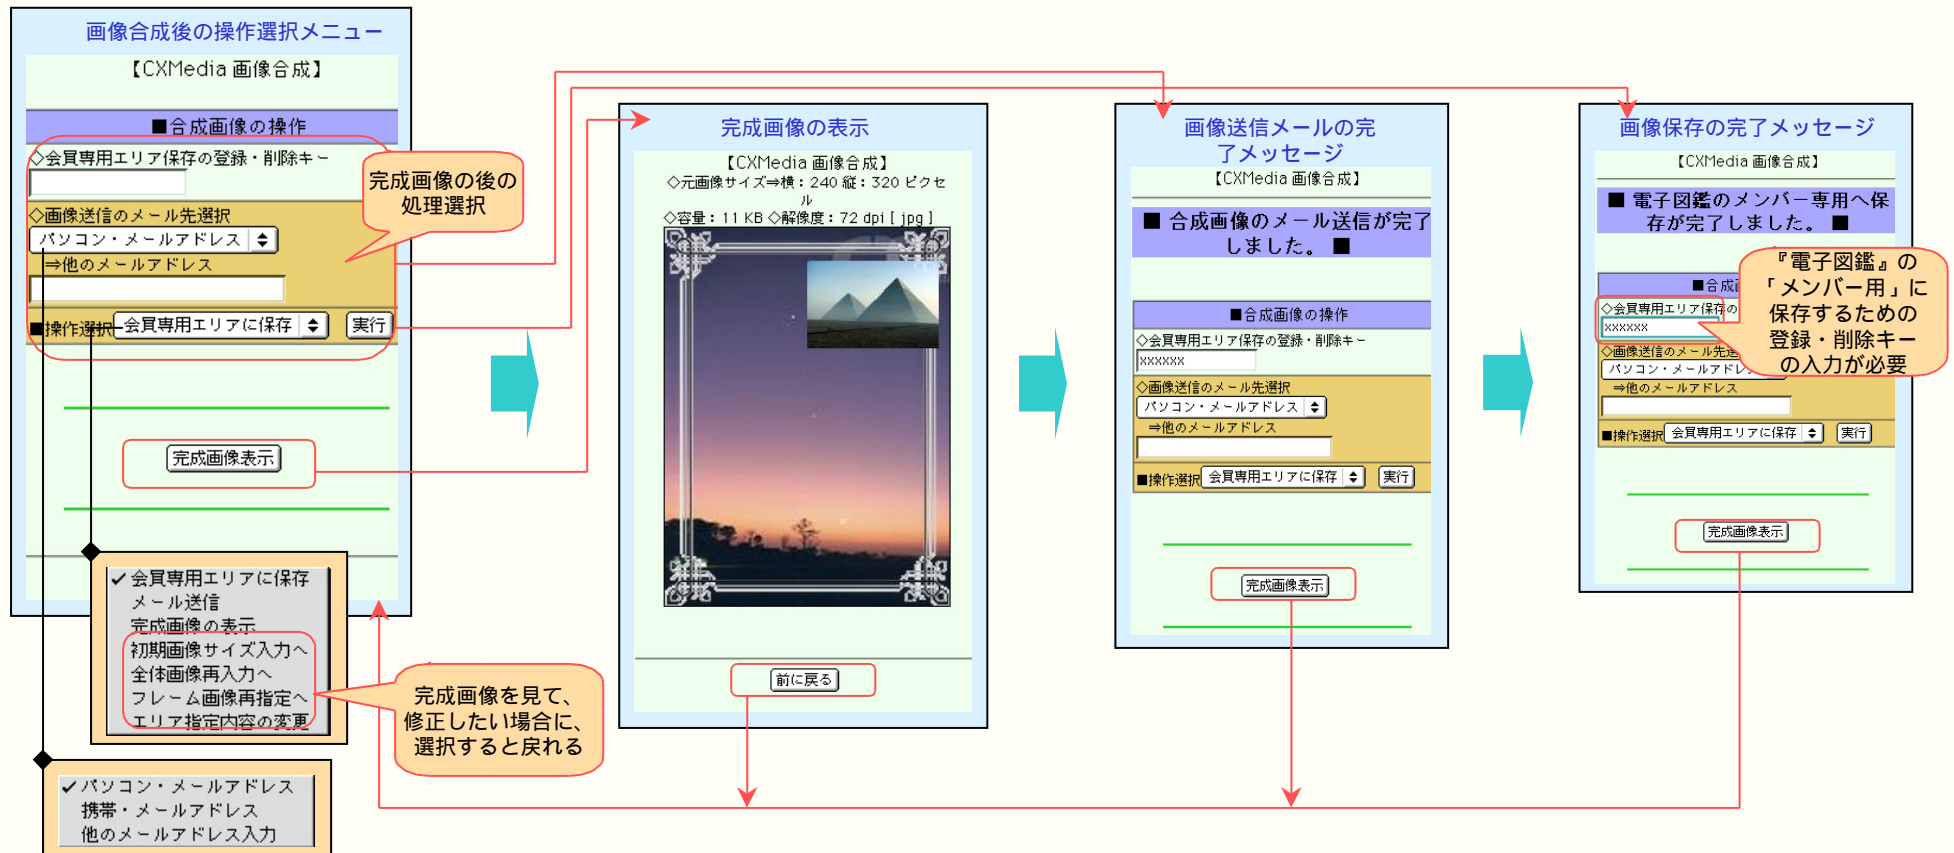 画像合成後の操作選択メニュー
【CXMedia 画像合成】
■合成画像の操作
◇会員専用エリア保存の登録・削除キー
◇画像送信のメール先選択
パソコン・メールアドレス
⇒他のメールアドレス
■操作選択 会員専用エリアに保存 実行
完成画像表示
完成画像の後の
処理選択
✓会員専用エリアに保存
メール送信
完成画像の表示
初期画像サイズ入力へ
全体画像再入力へ
フレーム画像再指定へ
エリア指定内容の変更
✓パソコン・メールアドレス
携帯・メールアドレス
他のメールアドレス入力
完成画像を見て、
修正したい場合に、
選択すると戻れる
完成画像の表示
【CXMedia 画像合成】
◇元画像サイズ⇒横：240 縦：320 ピクセ
ル
◇容量：11 KB ◇解像度：72 dpi [ jpg ]
前に戻る
画像送信メールの完
了メッセージ
【CXMedia 画像合成】
■ 合成画像のメール送信が完了
しました。 ■
■合成画像の操作
◇会員専用エリア保存の登録・削除キー
xxxxxx
◇画像送信のメール先選択
パソコン・メールアドレス
⇒他のメールアドレス
■操作選択 会員専用エリアに保存 実行
完成画像表示
画像保存の完了メッセージ
【CXMedia 画像合成】
■ 電子図鑑のメンバー専用へ保
存が完了しました。 ■
■合成
◇会員専用エリア保存の
xxxxxx
◇画像送信のメール先
パソコン・メールアド
⇒他のメールアドレス
■操作選択 会員専用エリアに保存 実行
完成画像表示
『電子図鑑』の
「メンバー用」に
保存するための
登録・削除キー
の入力が必要